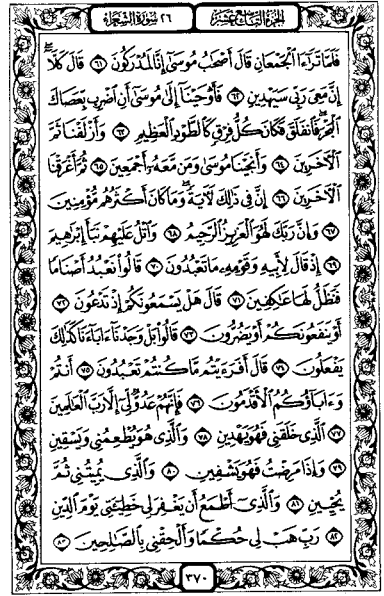 الجزء التاسع عشر
٢٦ سورة الشعراء
فَلَمَّا تَرَٰٓءَا ٱلْجَمْعَانِ قَالَ أَصْحَٰبُ مُوسَىٰٓ إِنَّا لَمُدْرَكُونَ ٦١ قَالَ كَلَّآ
إِنَّ مَعِىَ رَبِّى سَيَهْدِينِ ٦٢ فَأَوْحَيْنَآ إِلَىٰ مُوسَىٰٓ أَنِ ٱضْرِب بِّعَصَاكَ
ٱلْبَحْرَ فَٱنفَلَقَ فَكَانَ كُلُّ فِرْقٍ كَٱلطَّوْدِ ٱلْعَظِيمِ ٦٣ وَأَزْلَفْنَا ثَمَّ
ٱلْءَاخَرِينَ ٦٤ وَأَنجَيْنَا مُوسَىٰ وَمَن مَّعَهُۥٓ أَجْمَعِينَ ٦٥ ثُمَّ أَغْرَقْنَا
ٱلْءَاخَرِينَ ٦٦ إِنَّ فِى ذَٰلِكَ لَءَايَةً وَمَا كَانَ أَكْثَرُهُم مُّؤْمِنِينَ
٦٧ وَإِنَّ رَبَّكَ لَهُوَ ٱلْعَزِيزُ ٱلرَّحِيمُ ٦٨ وَٱتْلُ عَلَيْهِمْ نَبَأَ إِبْرَٰهِيمَ
٦٩ إِذْ قَالَ لِأَبِيهِ وَقَوْمِهِۦ مَا تَعْبُدُونَ ٧٠ قَالُوا۟ نَعْبُدُ أَصْنَامًا
فَنَظَلُّ لَهَا عَٰكِفِينَ ٧١ قَالَ هَلْ يَسْمَعُونَكُمْ إِذْ تَدْعُونَ ٧٢
أَوْ يَنفَعُونَكُمْ أَوْ يَضُرُّونَ ٧٣ قَالُوا۟ بَلْ وَجَدْنَآ ءَابَآءَنَا كَذَٰلِكَ
يَفْعَلُونَ ٧٤ قَالَ أَفَرَءَيْتُم مَّا كُنتُمْ تَعْبُدُونَ ٧٥ أَنتُمْ
وَءَابَآؤُكُمُ ٱلْأَقْدَمُونَ ٧٦ فَإِنَّهُمْ عَدُوٌّ لِّىٓ إِلَّا رَبَّ ٱلْعَٰلَمِينَ
٧٧ ٱلَّذِى خَلَقَنِى فَهُوَ يَهْدِينِ ٧٨ وَٱلَّذِى هُوَ يُطْعِمُنِى وَيَسْقِينِ
٧٩ وَإِذَا مَرِضْتُ فَهُوَ يَشْفِينِ ٨٠ وَٱلَّذِى يُمِيتُنِى ثُمَّ
يُحْيِينِ ٨١ وَٱلَّذِىٓ أَطْمَعُ أَن يَغْفِرَ لِى خَطِيٓـَٔتِى يَوْمَ ٱلدِّينِ
٨٢ رَبِّ هَبْ لِى حُكْمًا وَأَلْحِقْنِى بِٱلصَّٰلِحِينَ ٨٣
٣٧٠